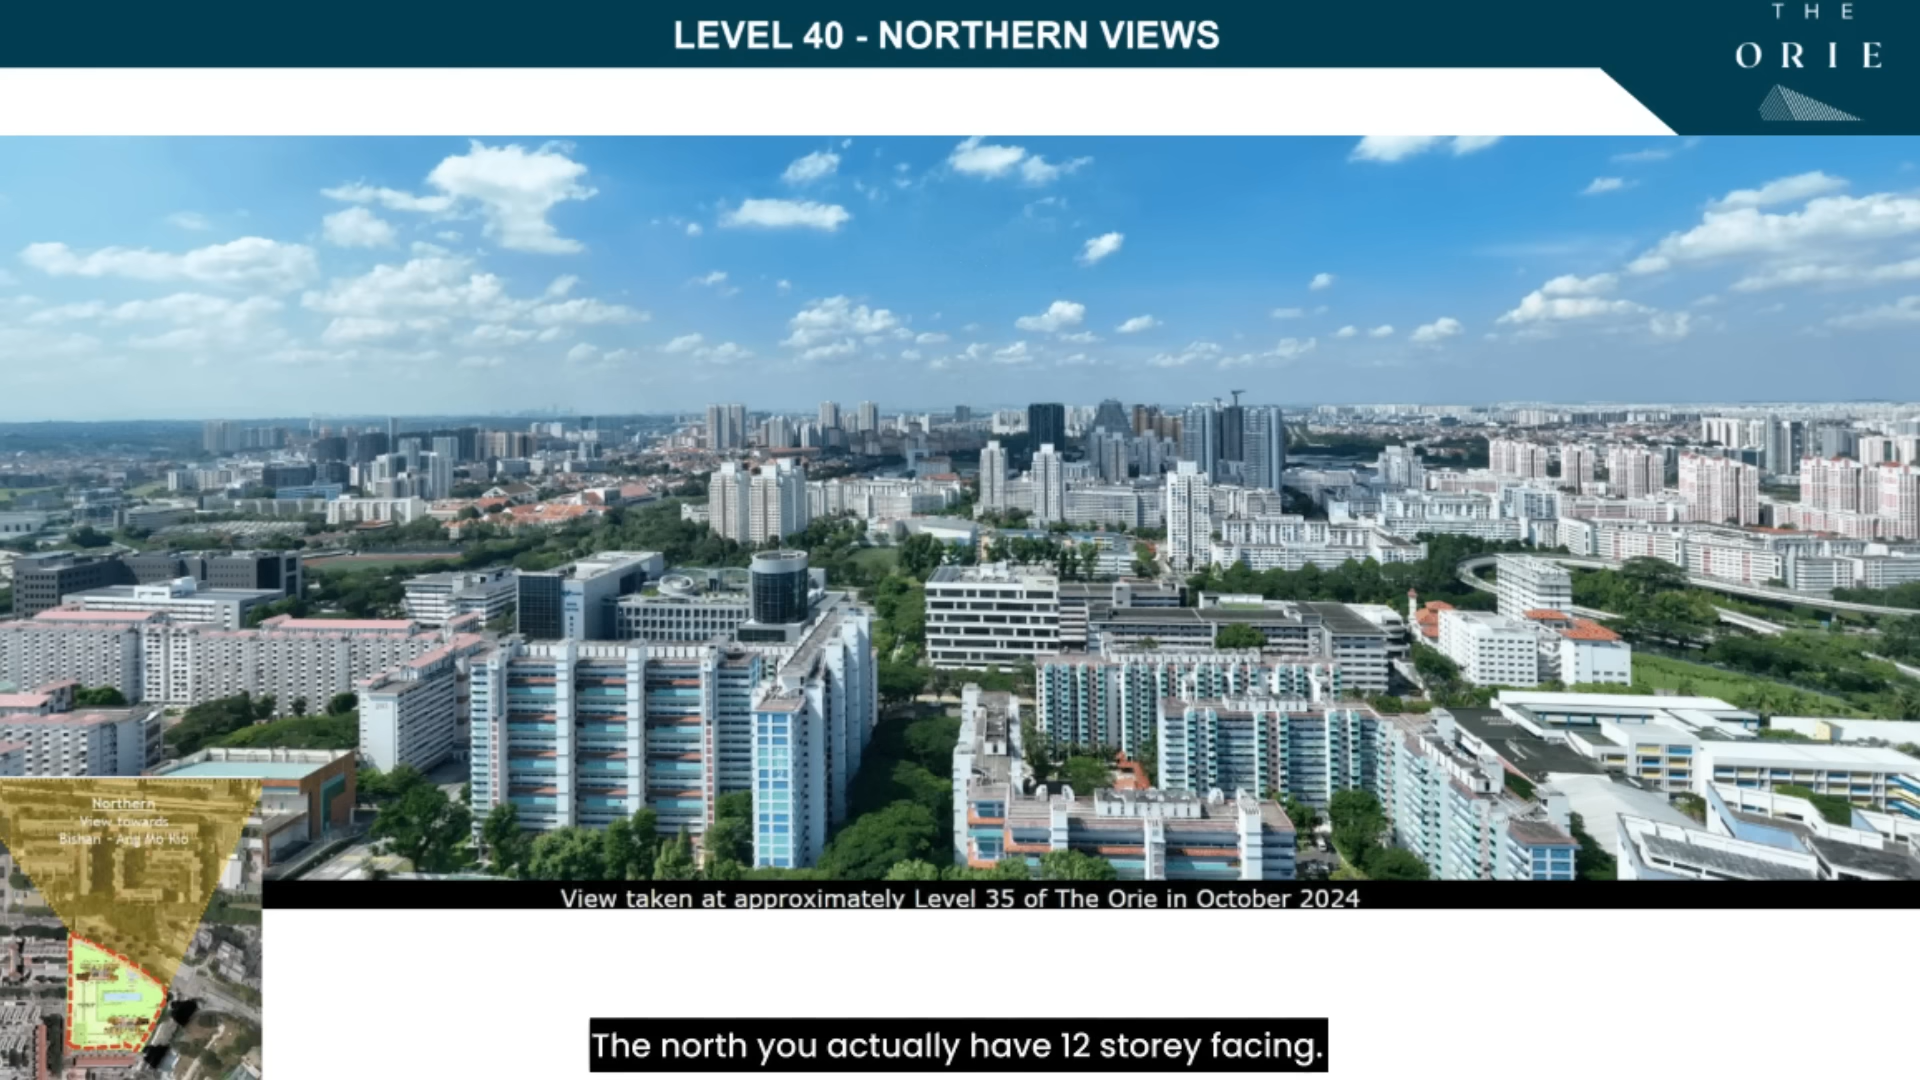 LEVEL 40 - NORTHERN VIEWS
THE
ORIE
Northern
View towards
Bishan - Ang Mo Kio
View taken at approximately Level 35 of The Orie in October 2024
The north you actually have 12 storey facing.